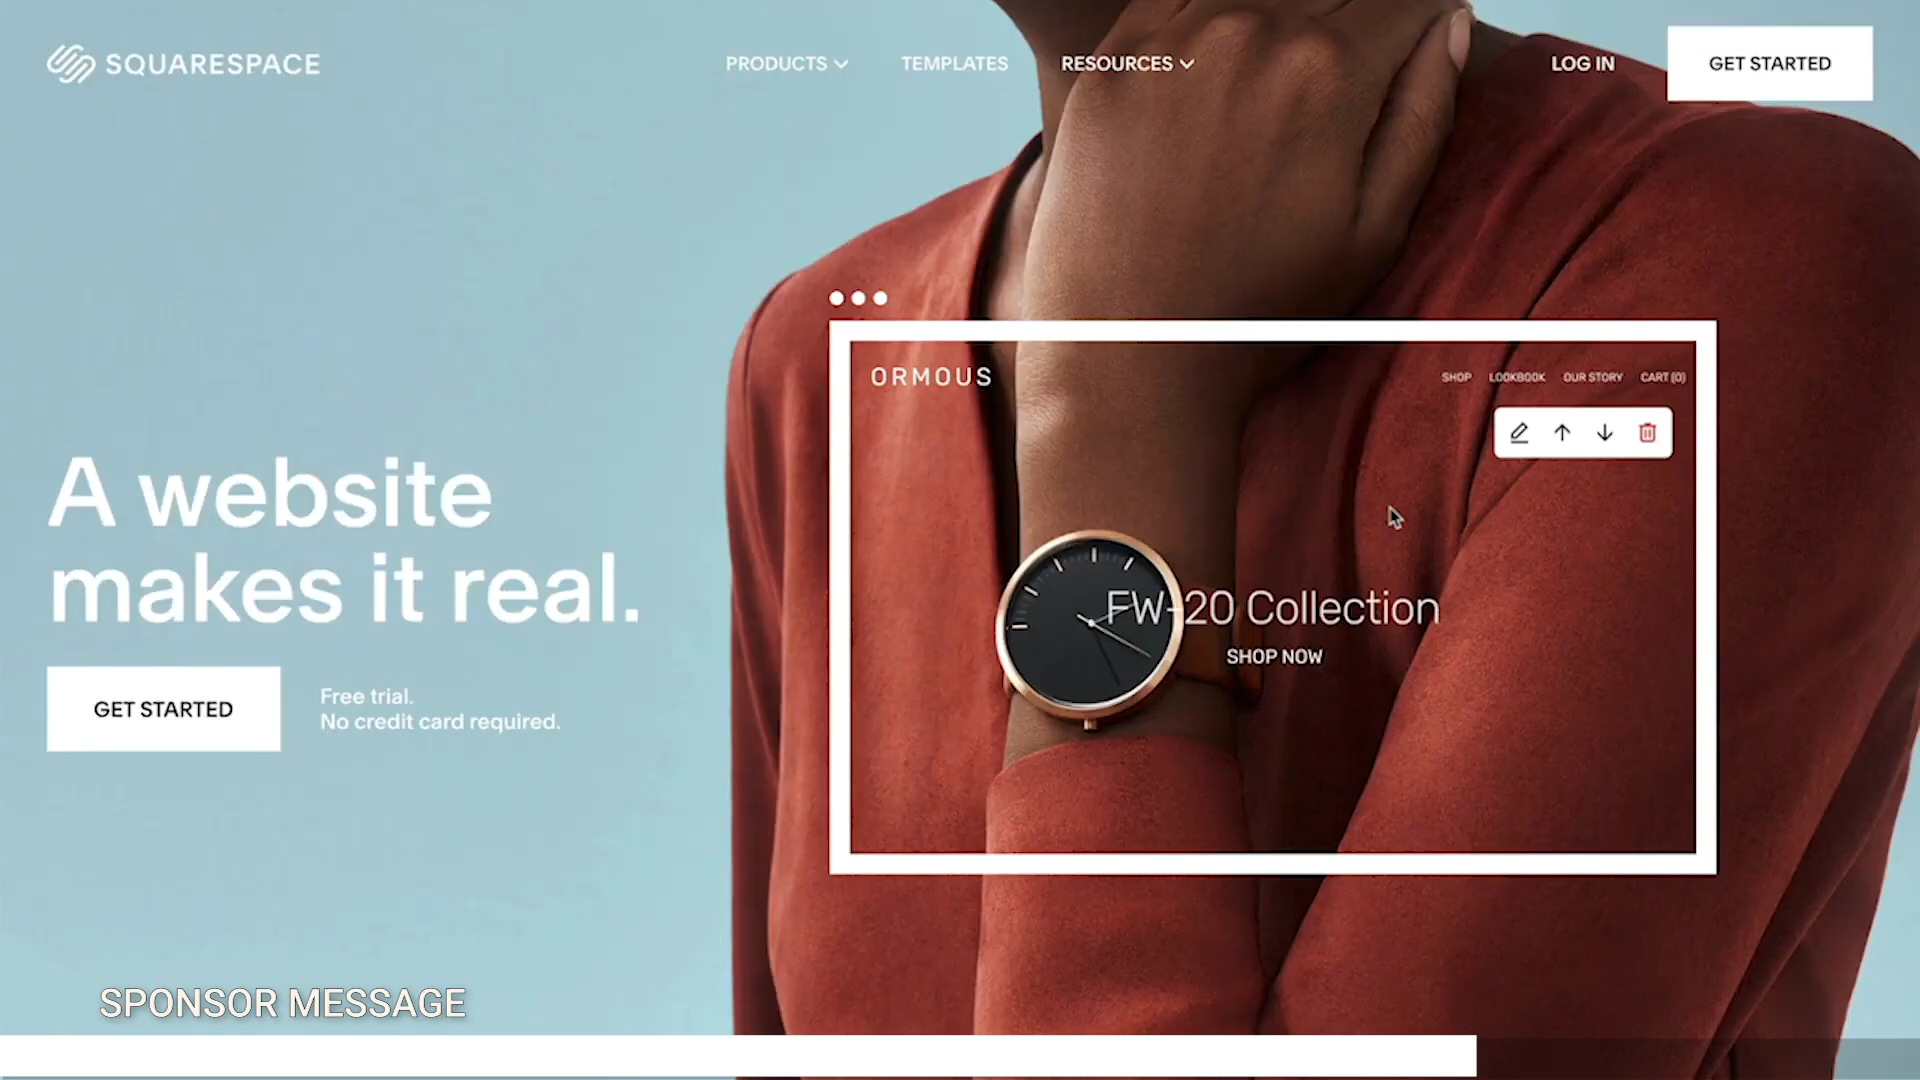 SQUARESPACE
PRODUCTS
TEMPLATES
RESOURCES
LOG IN
GET STARTED
ORMOUS
SHOP
LOOKBOOK
OUR STORY
CART (0)
A website
makes it real.
FW-20 Collection
SHOP NOW
GET STARTED
Free trial.
No credit card required.
SPONSOR MESSAGE